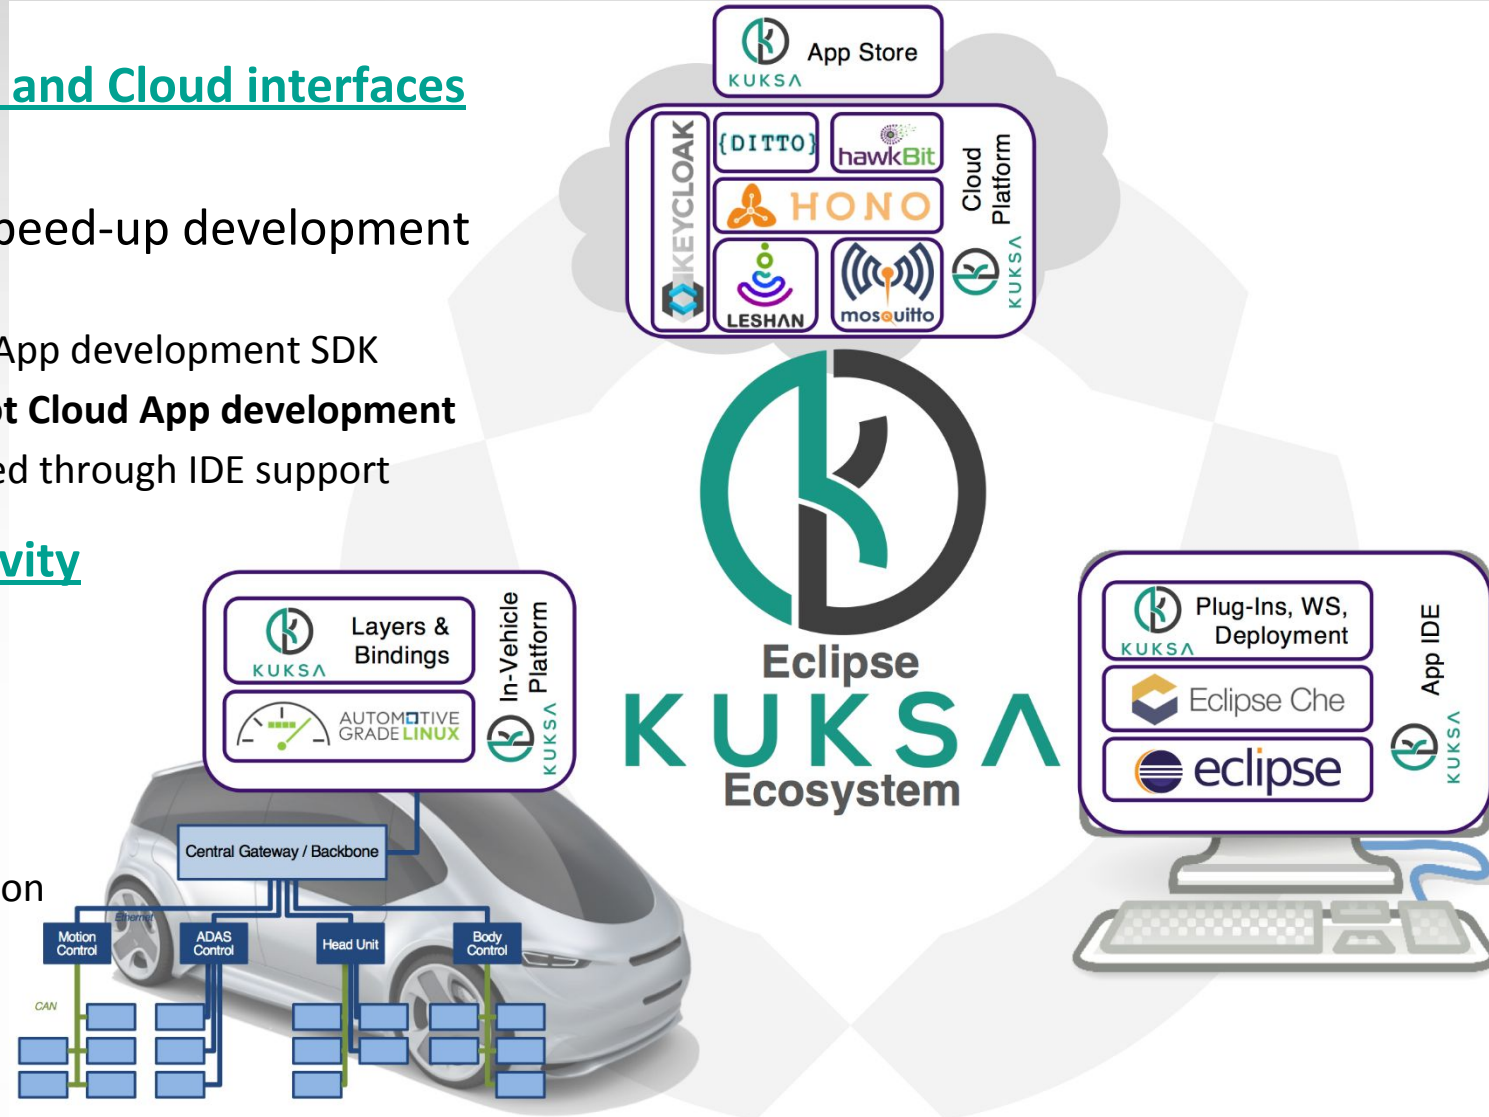 and Cloud interfaces
peed-up development
App development SDK
ot Cloud App development
ed through IDE support
vity
on
KUKSA
App Store
KEYCLOAK
{DITTO}
hawkBit
HONO
LESHAN
mosquitto
Cloud
Platform
KUKSA
Eclipse
KUKSA
Ecosystem
KUKSA
Layers &
Bindings
AUTOMOTIVE
GRADE LINUX
In-Vehicle
Platform
KUKSA
Central Gateway / Backbone
Ethernet
Motion
Control
ADAS
Control
Head Unit
Body
Control
CAN
KUKSA
Plug-Ins, WS,
Deployment
Eclipse Che
eclipse
App IDE
KUKSA